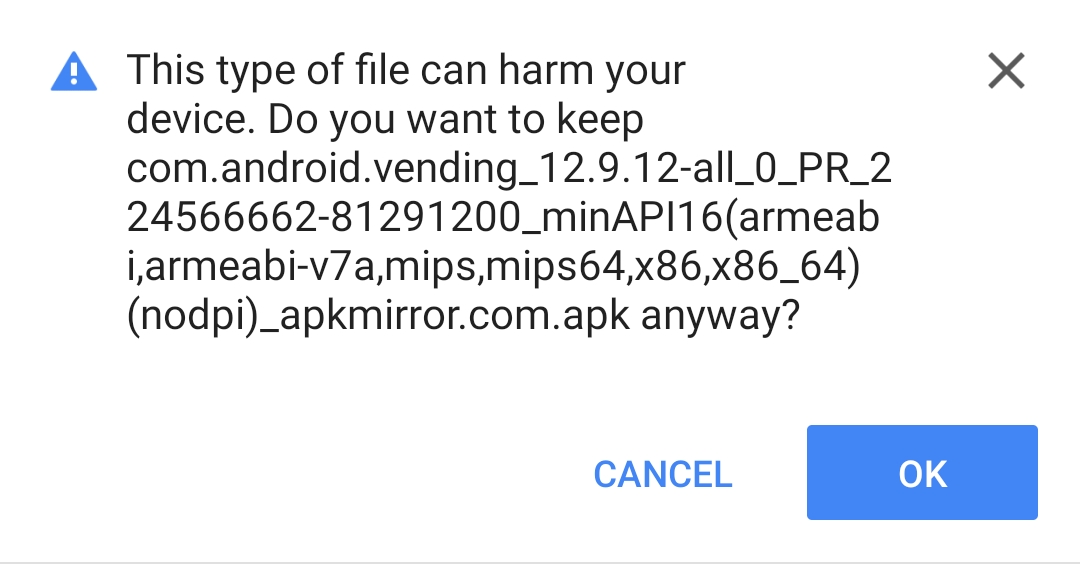 This type of file can harm your
device. Do you want to keep
com.android.vending_12.9.12-all_0_PR_2
24566662-81291200_minAPI16(armeab
i,armeabi-v7a,mips,mips64,x86,x86_64)
(nodpi)_apkmirror.com.apk anyway?
CANCEL
OK